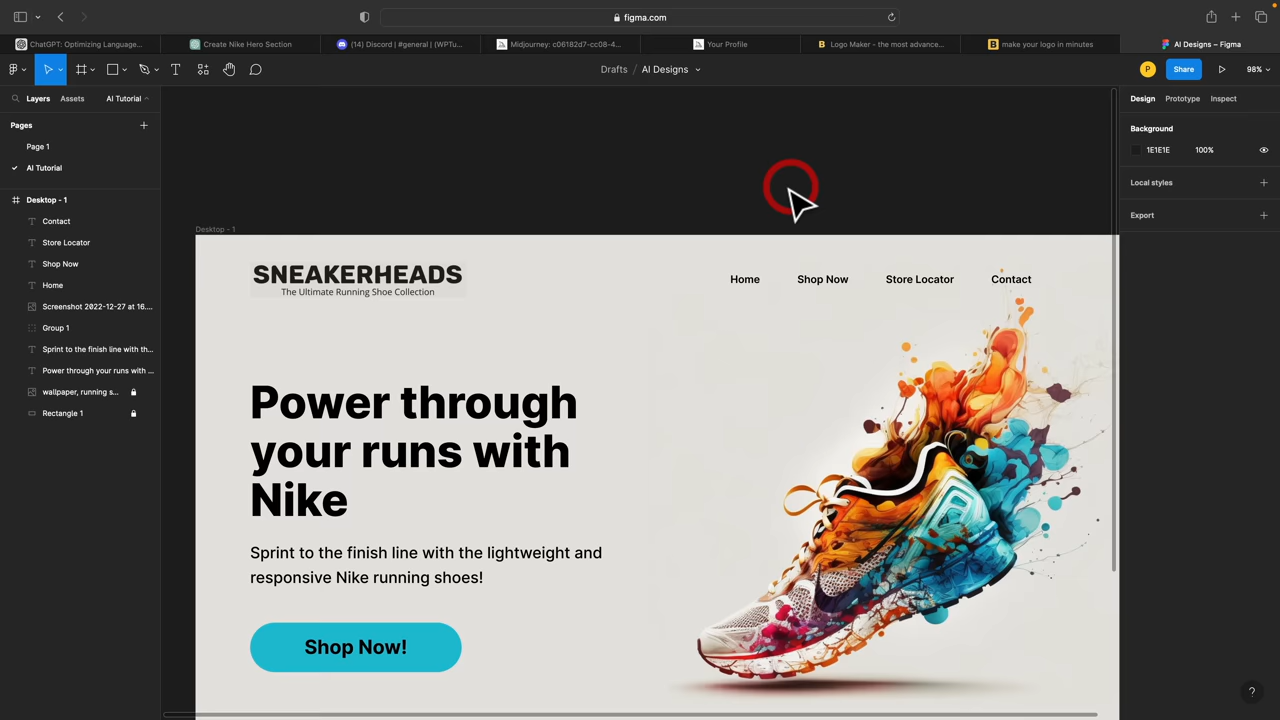 figma.com
ChatGPT: Optimizing Language...
Create Nike Hero Section
(14) Discord | #general | (WPTu...
Midjourney: c06182d7-cc08-4...
Your Profile
Logo Maker - the most advance...
make your logo in minutes
AI Designs – Figma
Drafts / AI Designs
P
Share
98%
Layers
Assets
AI Tutorial
Design
Prototype
Inspect
Pages
Page 1
AI Tutorial
Desktop - 1
Contact
Store Locator
Shop Now
Home
Screenshot 2022-12-27 at 16....
Group 1
Sprint to the finish line with th...
Power through your runs with ...
wallpaper, running s...
Rectangle 1
Background
1E1E1E
100%
Local styles
Export
Desktop - 1
SNEAKERHEADS
The Ultimate Running Shoe Collection
Home
Shop Now
Store Locator
Contact
Power through
your runs with
Nike
Sprint to the finish line with the lightweight and
responsive Nike running shoes!
Shop Now!
?